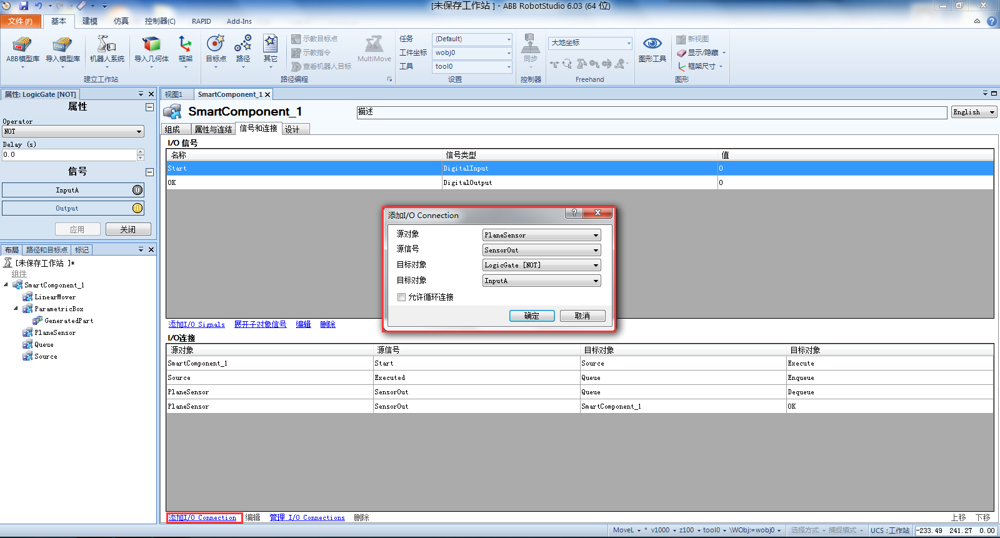 [未保存工作站 ] - ABB RobotStudio 6.03 (64 位)
文件(F) 基本 建模 仿真 控制器(C) RAPID Add-Ins
ABB模型库 导入模型库 机器人系统 导入几何体 框架
建立工作站
目标点 路径 其它
示教目标点
示教指令
查看机器人目标
MultiMove
路径编程
任务 (Default)
工件坐标 wobj0
工具 tool0
设置
同步
控制器
大地坐标
Freehand
图形工具
新视图
显示/隐藏
框架尺寸
图形
属性: LogicGate [NOT]
属性
Operator
NOT
Delay (s)
0.0
信号
InputA 0
Output 1
应用 关闭
布局 路径和目标点 标记
[未保存工作站 ]*
组件
SmartComponent_1
LinearMover
ParametricBox
GeneratedPart
PlaneSensor
Queue
Source
视图1 SmartComponent_1
SmartComponent_1
描述
English
组成 属性与连结 信号和连接 设计
I/O 信号
名称 信号类型 值
Start DigitalInput 0
OK DigitalOutput 0
添加I/O Connection
源对象 PlaneSensor
源信号 SensorOut
目标对象 LogicGate [NOT]
目标对象 InputA
允许循环连接
确定 取消
添加I/O Signals 展开子对象信号 编辑 删除
I/O连接
源对象 源信号 目标对象 目标对象
SmartComponent_1 Start Source Execute
Source Executed Queue Enqueue
PlaneSensor SensorOut Queue Dequeue
PlaneSensor SensorOut SmartComponent_1 OK
添加I/O Connection 编辑 管理 I/O Connections 删除 上移 下移
MoveL * v1000 z100 tool0 \WObj:=wobj0 选择方式 捕捉模式 UCS : 工作站 -233.49 241.27 0.00